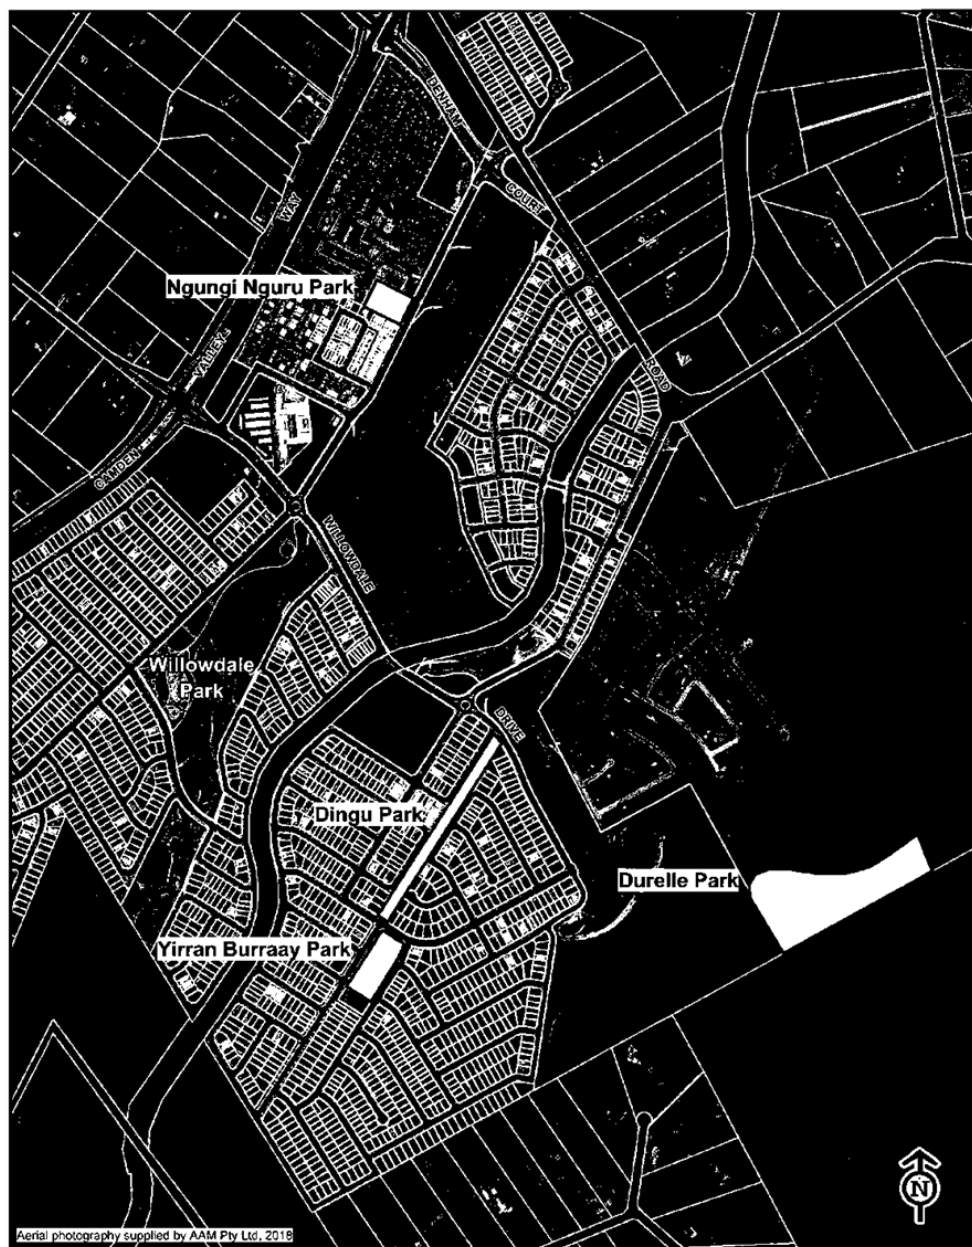 DENHAM
COURT
WAY
Ngungi Nguru Park
VALLEY
ROAD
CAMDEN
WILLOWDALE
Willowdale
Park
DRIVE
Dingu Park
Durelle Park
Yirran Burraay Park
N
Aerial photography supplied by AAM Pty Ltd, 2018